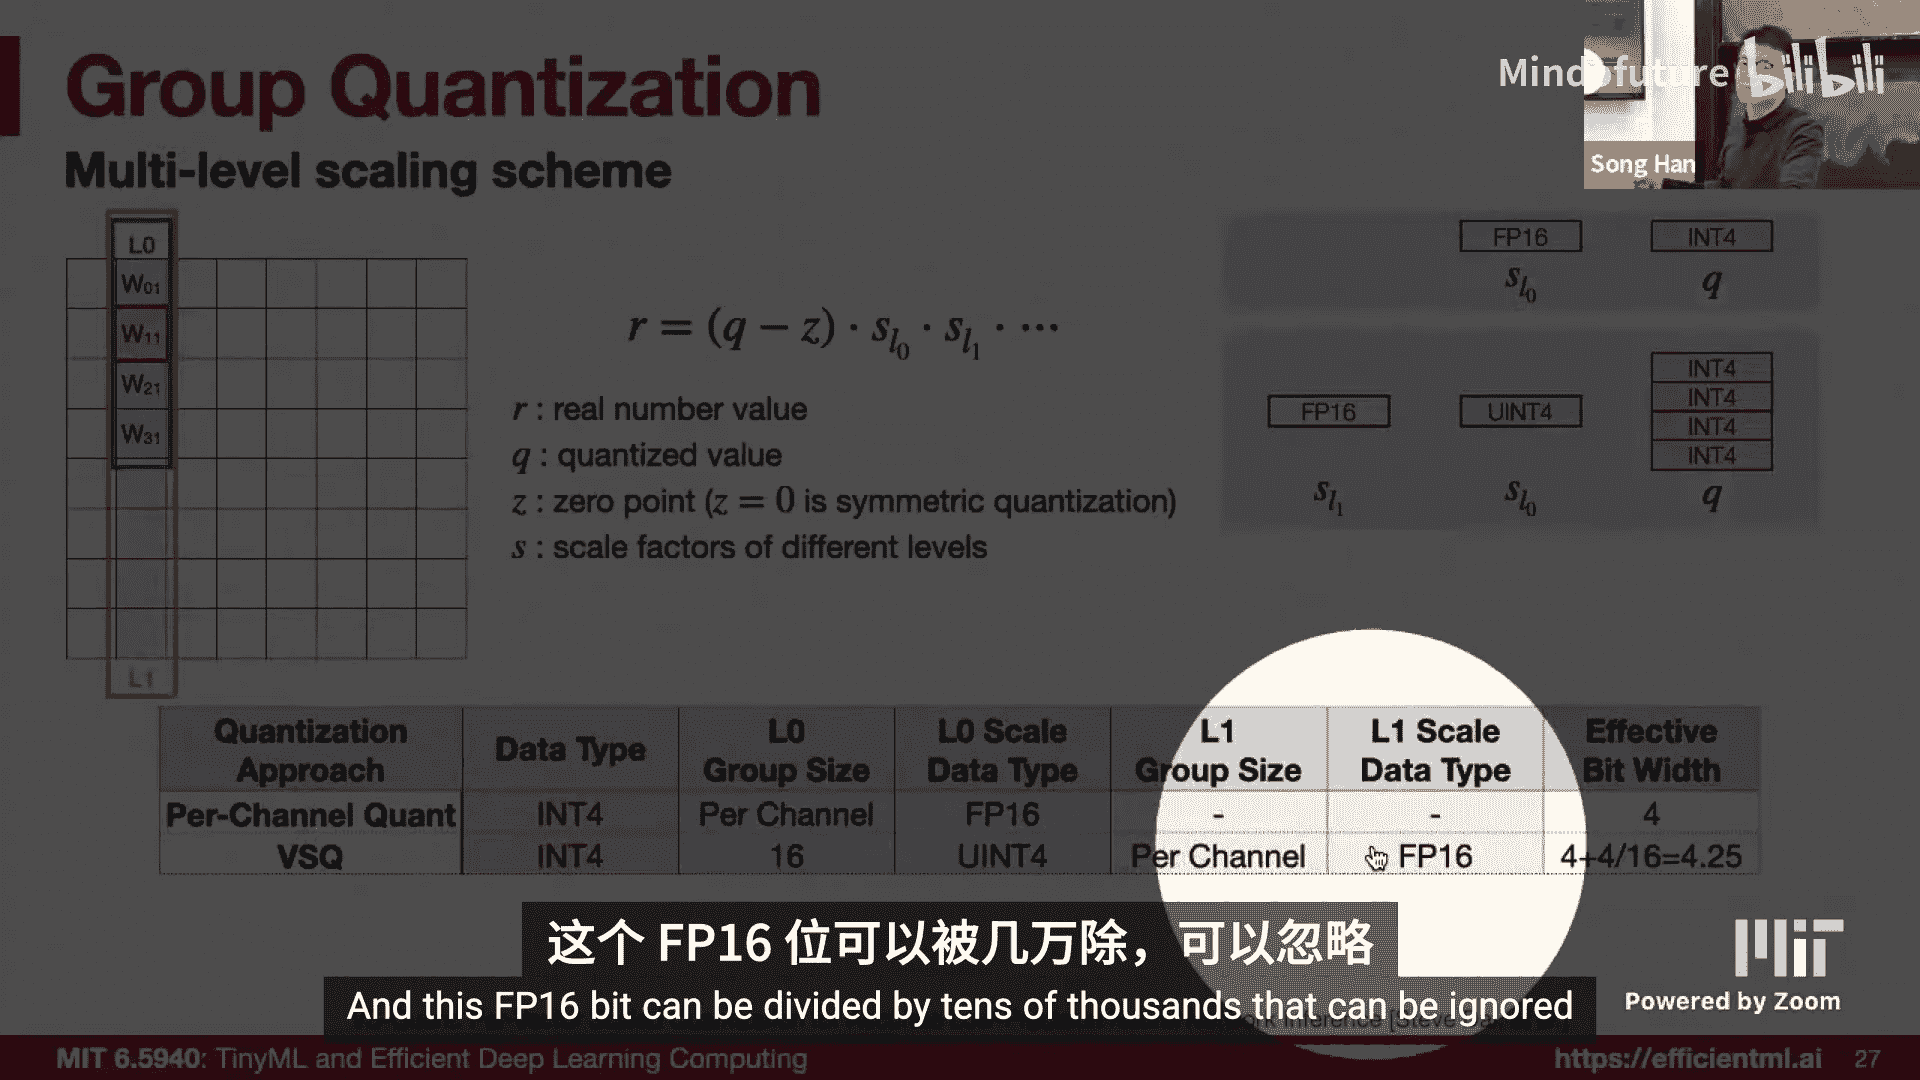 Group Quantization
Mindofuture bilibili
Multi-level scaling scheme
Song Han
L0
W01
W11
W21
W31
L1
r = (q − z) · sl0 · sl1 · ···
r : real number value
q : quantized value
z : zero point (z = 0 is symmetric quantization)
s : scale factors of different levels
FP16 INT4
sl0 q
FP16 UINT4 INT4
INT4
INT4
INT4
sl1 sl0 q
Quantization Approach Data Type L0 Group Size L0 Scale Data Type L1 Group Size L1 Scale Data Type Effective Bit Width
Per-Channel Quant INT4 Per Channel FP16 - - 4
VSQ INT4 16 UINT4 Per Channel FP16 4+4/16=4.25
这个 FP16 位可以被几万除，可以忽略
And this FP16 bit can be divided by tens of thousands that can be ignored
MIT
Powered by Zoom
MIT 6.5940: TinyML and Efficient Deep Learning Computing
https://efficientml.ai 27